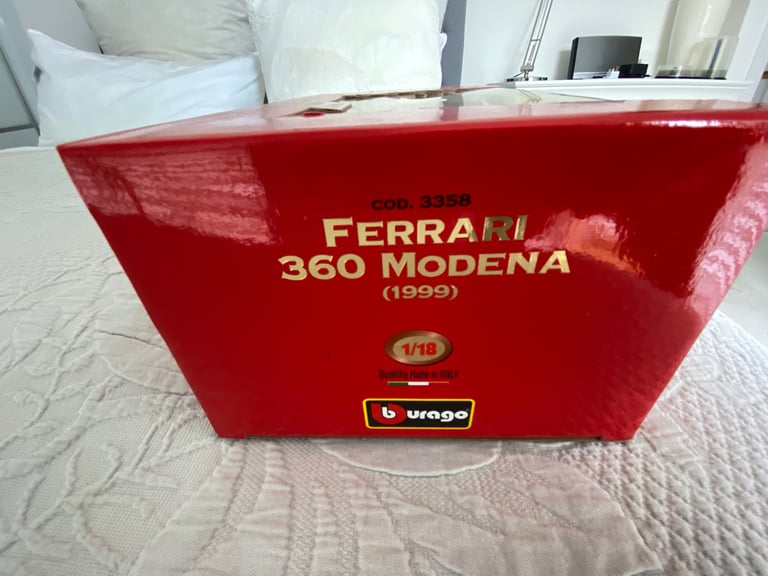 COD. 3358
FERRARI
360 MODENA
(1999)
1/18
Quality Made in ITALY
burago